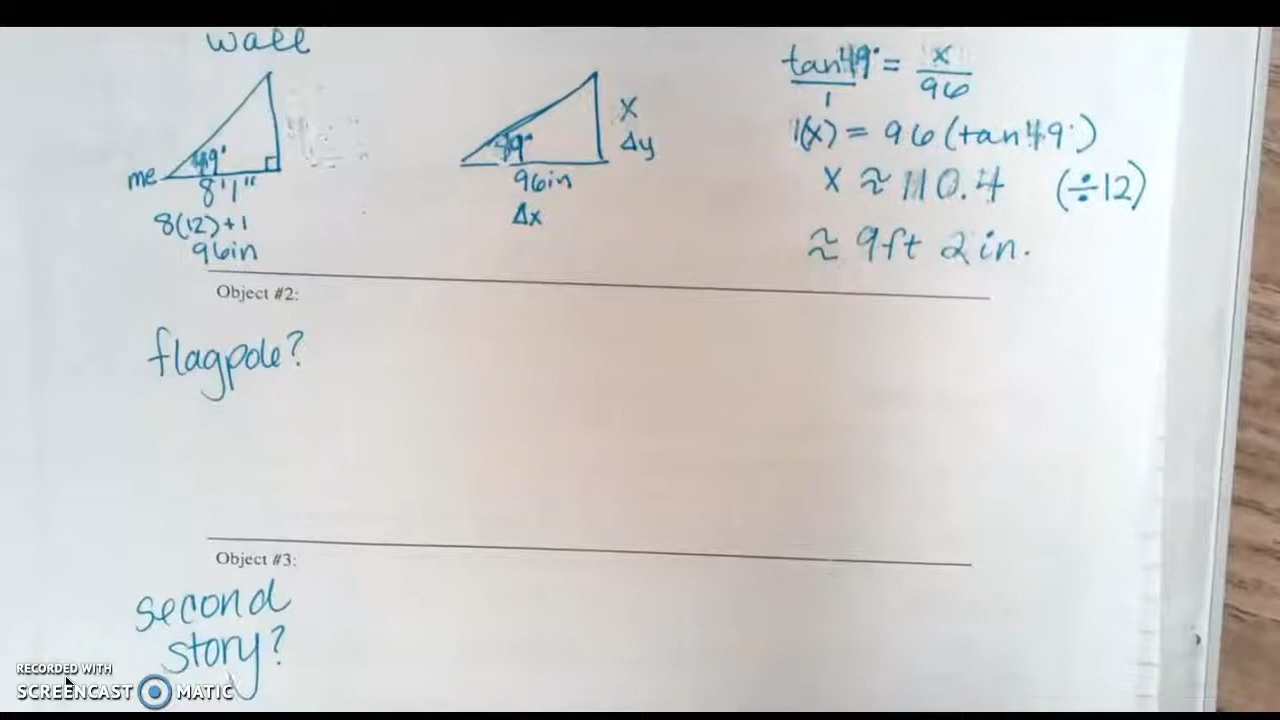 wall
49°
me
8'1"
8(12)+1
96in
49°
x
Δy
96in
Δx
tan49° = x/96
1
1(x) = 96(tan49°)
x ≈ 110.4 (÷12)
≈ 9ft 2in.
Object #2:
flagpole?
Object #3:
second
story?
RECORDED WITH
SCREENCAST MATIC